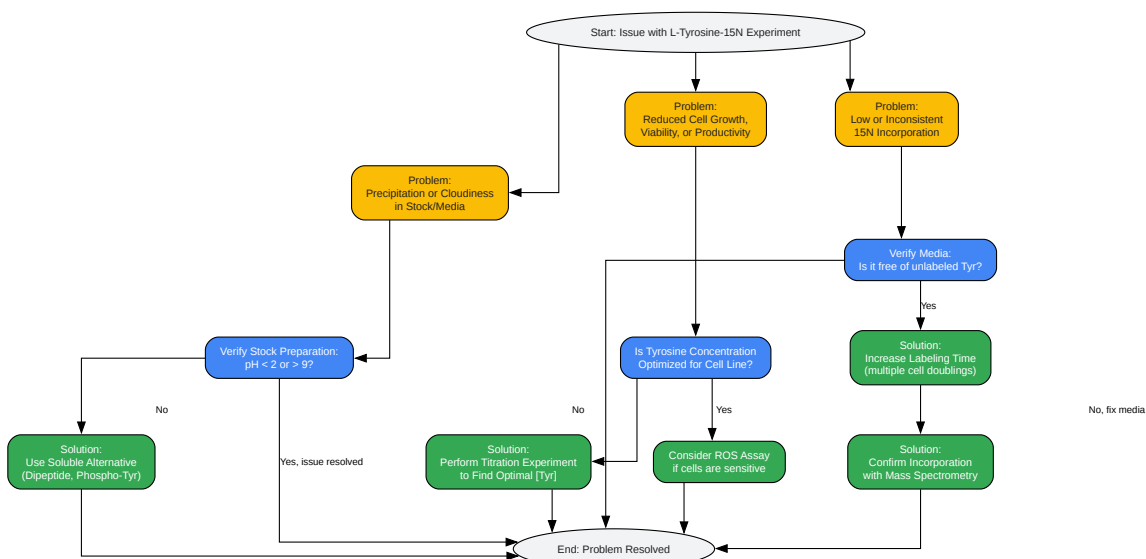 Start: Issue with L-Tyrosine-15N Experiment
Problem:
Reduced Cell Growth,
Viability, or Productivity
Problem:
Low or Inconsistent
15N Incorporation
Problem:
Precipitation or Cloudiness
in Stock/Media
Verify Media:
Is it free of unlabeled Tyr?
Yes
Verify Stock Preparation:
pH < 2 or > 9?
Is Tyrosine Concentration
Optimized for Cell Line?
Solution:
Increase Labeling Time
(multiple cell doublings)
No
No
Yes
No, fix media
Solution:
Use Soluble Alternative
(Dipeptide, Phospho-Tyr)
Yes, issue resolved
Solution:
Perform Titration Experiment
to Find Optimal [Tyr]
Consider ROS Assay
if cells are sensitive
Solution:
Confirm Incorporation
with Mass Spectrometry
End: Problem Resolved